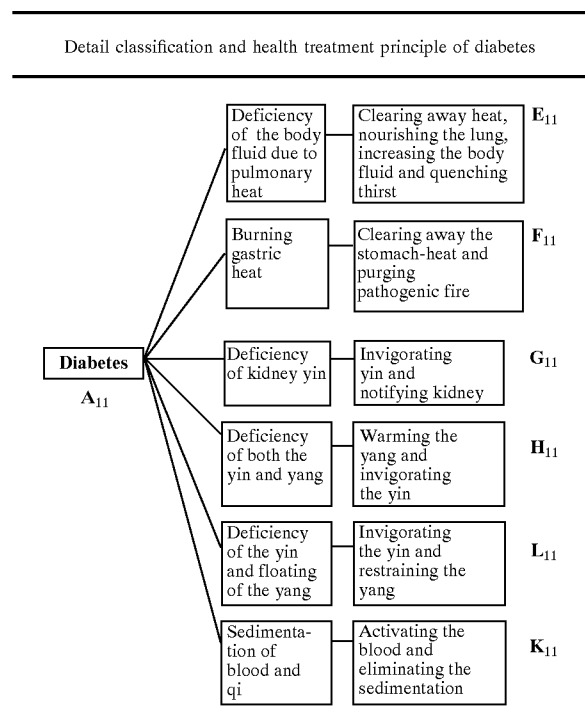 Detail classification and health treatment principle of diabetes
Deficiency
of the body
fluid due to
pulmonary
heat
Clearing away heat,
nourishing the lung,
increasing the body
fluid and quenching
thirst
E11
Burning
gastric
heat
Clearing away the
stomach-heat and
purging
pathogenic fire
F11
Diabetes
A11
Deficiency
of kidney yin
Invigorating
yin and
notifying kidney
G11
Deficiency
of both the
yin and yang
Warming the
yang and
invigorating
the yin
H11
Deficiency
of the yin
and floating
of the yang
Invigorating
the yin and
restraining the
yang
L11
Sedimenta-
tion of
blood and
qi
Activating the
blood and
eliminating the
sedimentation
K11